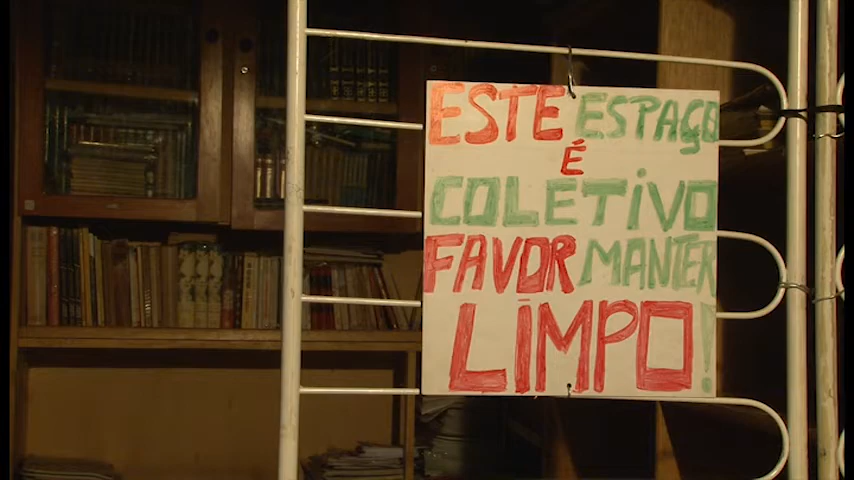 ESTE ESPAÇO
É
COLETIVO
FAVOR MANTER
LIMPO!